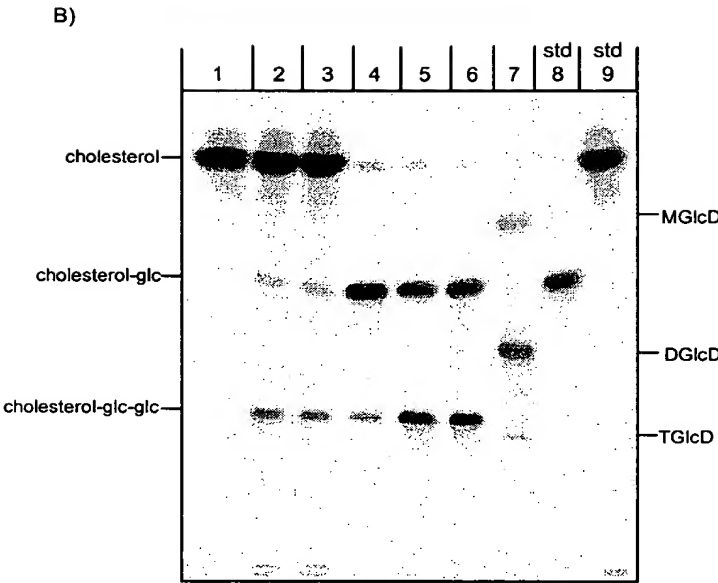 B)
std std
1 2 3 4 5 6 7 8 9
cholesterol
MGlcD
cholesterol-glc
DGlcD
cholesterol-glc-glc
TGlcD